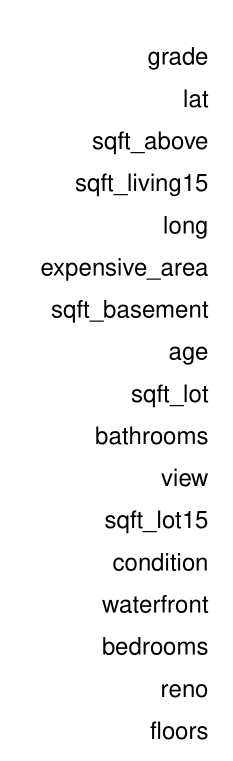 grade
lat
sqft_above
sqft_living15
long
expensive_area
sqft_basement
age
sqft_lot
bathrooms
view
sqft_lot15
condition
waterfront
bedrooms
reno
floors